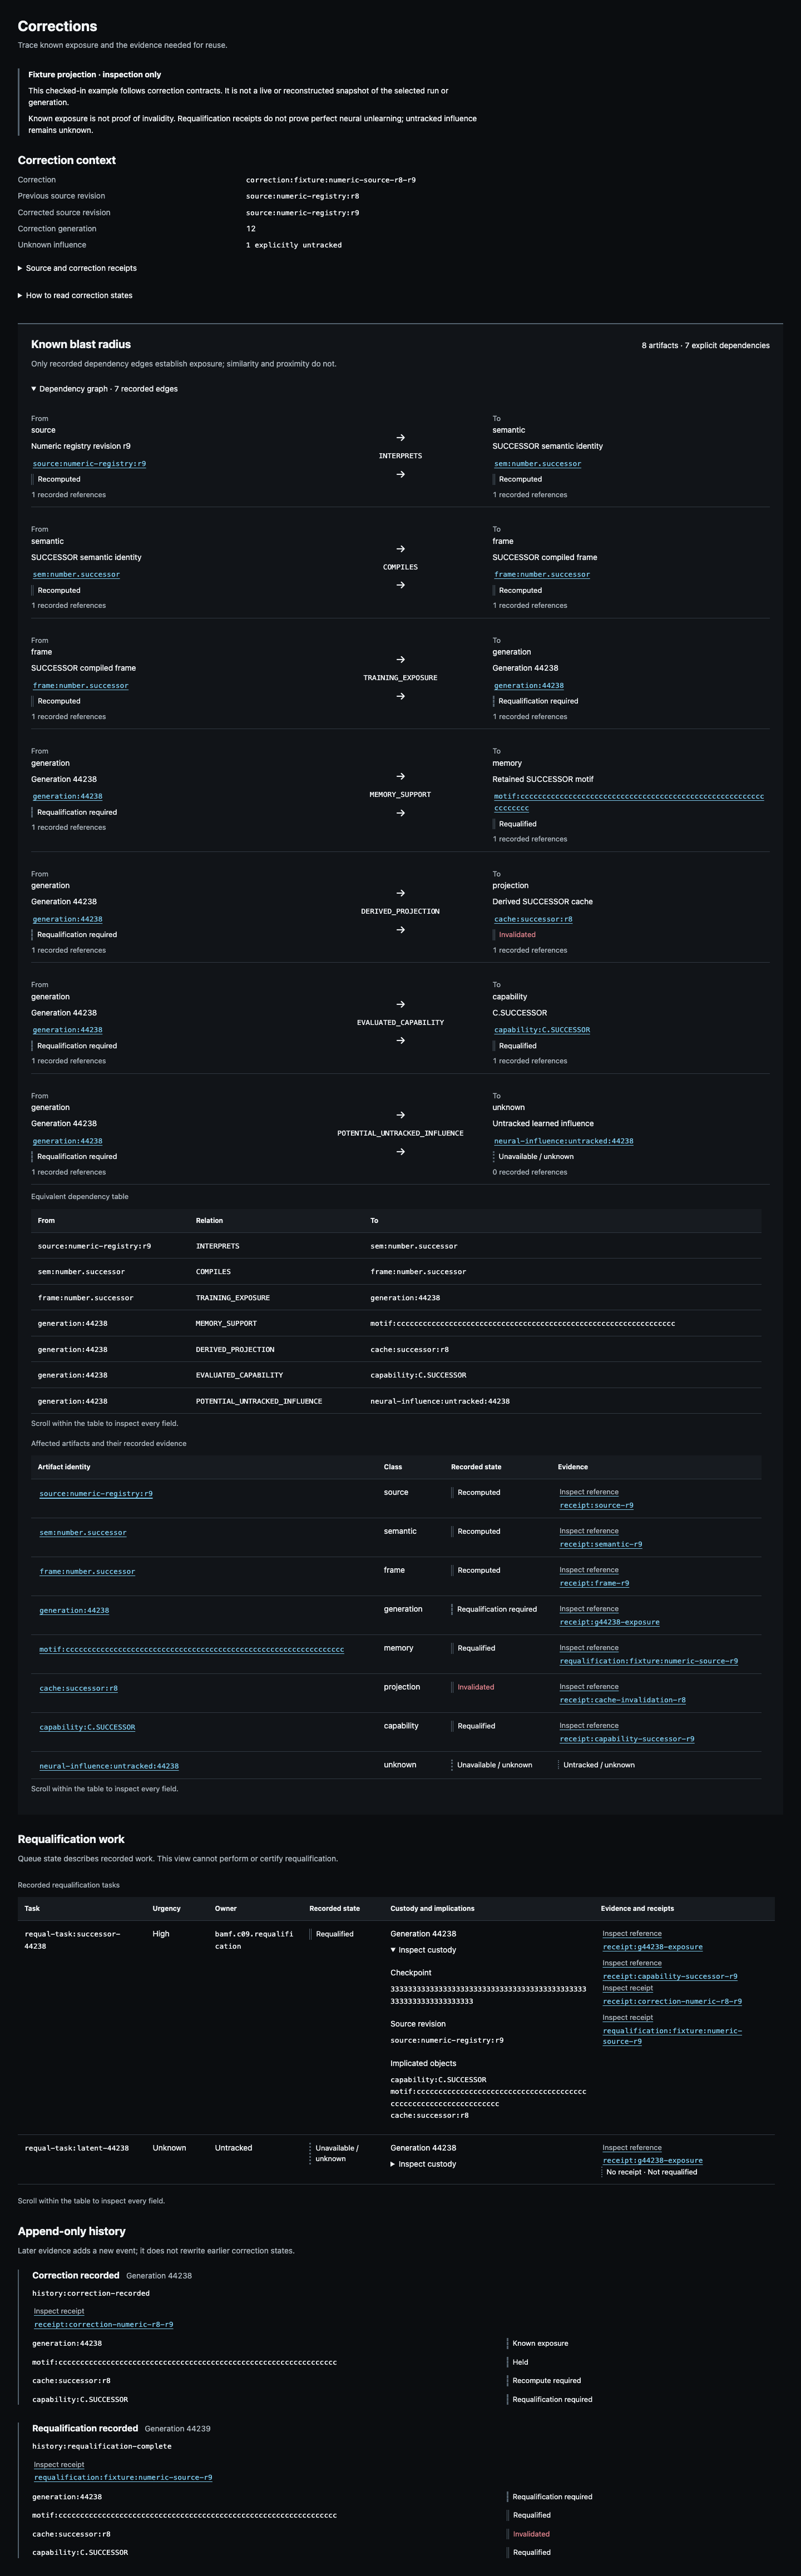 Corrections
Trace known exposure and the evidence needed for reuse.
Fixture projection · inspection only
This checked-in example follows correction contracts. It is not a live or reconstructed snapshot of the selected run or
generation.
Known exposure is not proof of invalidity. Requalification receipts do not prove perfect neural unlearning; untracked influence
remains unknown.
Correction context
Correction correction:fixture:numeric-source-r8-r9
Previous source revision source:numeric-registry:r8
Corrected source revision source:numeric-registry:r9
Correction generation 12
Unknown influence 1 explicitly untracked
▶ Source and correction receipts
▶ How to read correction states
Known blast radius 8 artifacts · 7 explicit dependencies
Only recorded dependency edges establish exposure; similarity and proximity do not.
▼ Dependency graph · 7 recorded edges
From
source
Numeric registry revision r9
source:numeric-registry:r9
Recomputed
1 recorded references
→
INTERPRETS
→
To
semantic
SUCCESSOR semantic identity
sem:number.successor
Recomputed
1 recorded references
From
semantic
SUCCESSOR semantic identity
sem:number.successor
Recomputed
1 recorded references
→
COMPILES
→
To
frame
SUCCESSOR compiled frame
frame:number.successor
Recomputed
1 recorded references
From
frame
SUCCESSOR compiled frame
frame:number.successor
Recomputed
1 recorded references
→
TRAINING_EXPOSURE
→
To
generation
Generation 44238
generation:44238
Requalification required
1 recorded references
From
generation
Generation 44238
generation:44238
Requalification required
1 recorded references
→
MEMORY_SUPPORT
→
To
memory
Retained SUCCESSOR motif
motif:cccccccccccccccccccccccccccccccccccccccccccccccccccccccc
cccccccc
Requalified
1 recorded references
From
generation
Generation 44238
generation:44238
Requalification required
1 recorded references
→
DERIVED_PROJECTION
→
To
projection
Derived SUCCESSOR cache
cache:successor:r8
Invalidated
1 recorded references
From
generation
Generation 44238
generation:44238
Requalification required
1 recorded references
→
EVALUATED_CAPABILITY
→
To
capability
C.SUCCESSOR
capability:C.SUCCESSOR
Requalified
1 recorded references
From
generation
Generation 44238
generation:44238
Requalification required
1 recorded references
→
POTENTIAL_UNTRACKED_INFLUENCE
→
To
unknown
Untracked learned influence
neural-influence:untracked:44238
Unavailable / unknown
0 recorded references
Equivalent dependency table
From Relation To
source:numeric-registry:r9 INTERPRETS sem:number.successor
sem:number.successor COMPILES frame:number.successor
frame:number.successor TRAINING_EXPOSURE generation:44238
generation:44238 MEMORY_SUPPORT motif:cccccccccccccccccccccccccccccccccccccccccccccccccccccccccccccccc
generation:44238 DERIVED_PROJECTION cache:successor:r8
generation:44238 EVALUATED_CAPABILITY capability:C.SUCCESSOR
generation:44238 POTENTIAL_UNTRACKED_INFLUENCE neural-influence:untracked:44238
Scroll within the table to inspect every field.
Affected artifacts and their recorded evidence
Artifact identity Class Recorded state Evidence
source:numeric-registry:r9 source Recomputed Inspect reference
receipt:source-r9
sem:number.successor semantic Recomputed Inspect reference
receipt:semantic-r9
frame:number.successor frame Recomputed Inspect reference
receipt:frame-r9
generation:44238 generation Requalification required Inspect reference
receipt:g44238-exposure
motif:cccccccccccccccccccccccccccccccccccccccccccccccccccccccccccccccc memory Requalified Inspect reference
requalification:fixture:numeric-source-r9
cache:successor:r8 projection Invalidated Inspect reference
receipt:cache-invalidation-r8
capability:C.SUCCESSOR capability Requalified Inspect reference
receipt:capability-successor-r9
neural-influence:untracked:44238 unknown Unavailable / unknown Untracked / unknown
Scroll within the table to inspect every field.
Requalification work
Queue state describes recorded work. This view cannot perform or certify requalification.
Recorded requalification tasks
Task Urgency Owner Recorded state Custody and implications Evidence and receipts
requal-task:successor-
44238
High
bamf.c09.requalifi
cation
Requalified
Generation 44238
▼ Inspect custody
Checkpoint
333333333333333333333333333333333333333333333
3333333333333333333
Source revision
source:numeric-registry:r9
Implicated objects
capability:C.SUCCESSOR
motif:ccccccccccccccccccccccccccccccccccccccc
ccccccccccccccccccccccccc
cache:successor:r8
Inspect reference
receipt:g44238-exposure
Inspect reference
receipt:capability-successor-r9
Inspect receipt
receipt:correction-numeric-r8-r9
Inspect receipt
requalification:fixture:numeric-
source-r9
requal-task:latent-44238
Unknown
Untracked
Unavailable /
unknown
Generation 44238
▶ Inspect custody
Inspect reference
receipt:g44238-exposure
No receipt · Not requalified
Scroll within the table to inspect every field.
Append-only history
Later evidence adds a new event; it does not rewrite earlier correction states.
Correction recorded Generation 44238
history:correction-recorded
Inspect receipt
receipt:correction-numeric-r8-r9
generation:44238 Known exposure
motif:cccccccccccccccccccccccccccccccccccccccccccccccccccccccccccccccc Held
cache:successor:r8 Recompute required
capability:C.SUCCESSOR Requalification required
Requalification recorded Generation 44239
history:requalification-complete
Inspect receipt
requalification:fixture:numeric-source-r9
generation:44238 Requalification required
motif:cccccccccccccccccccccccccccccccccccccccccccccccccccccccccccccccc Requalified
cache:successor:r8 Invalidated
capability:C.SUCCESSOR Requalified